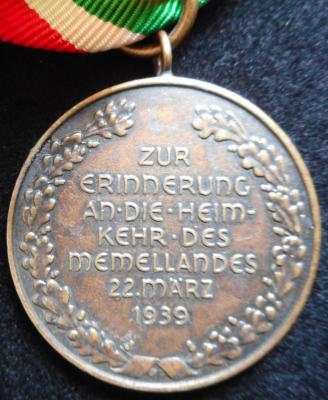 ZUR
ERINNERUNG
AN·DIE·HEIM-
KEHR·DES
MEMELLANDES
22.MÄRZ
1939